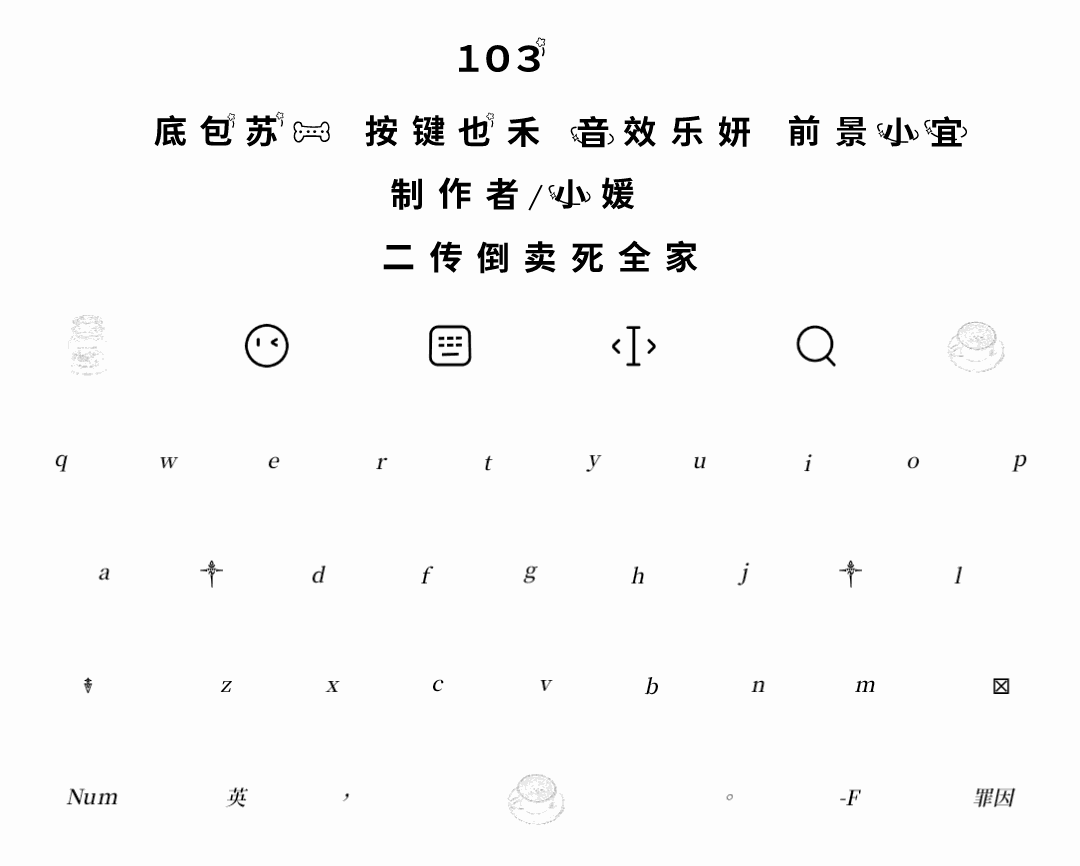 103
底包苏 按键也禾 音效乐妍 前景小宜
制作者/小媛
二传倒卖死全家
q w e r t y u i o p
a d f g h j l
z x c v b n m
Num 英 ， 。 -F 罪因